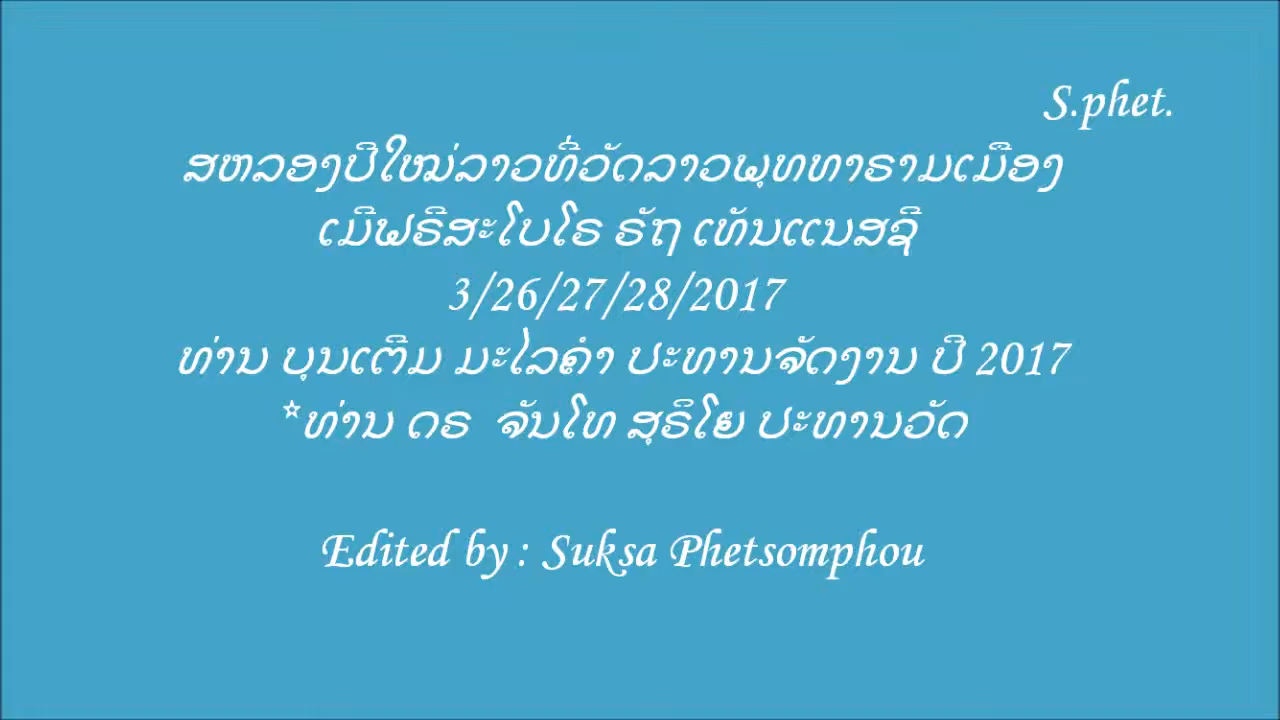 S.phet.
ສຫລອງປີໃໝ່ລາວທີ່ວັດລາວພຸທທາຣາມເມືອງ
ເມີຟຣີສະໂບໂຣ ຣັຖ ເທັນແນສຊີ
3/26/27/28/2017
ທ່ານ ບຸນເຕີມ ມະໄລຄຳ ປະທານຈັດງານ ປີ 2017
*ທ່ານ ດຣ ຈັນໂທ ສຸຣິໂຍ ປະທານວັດ
Edited by : Suksa Phetsomphou